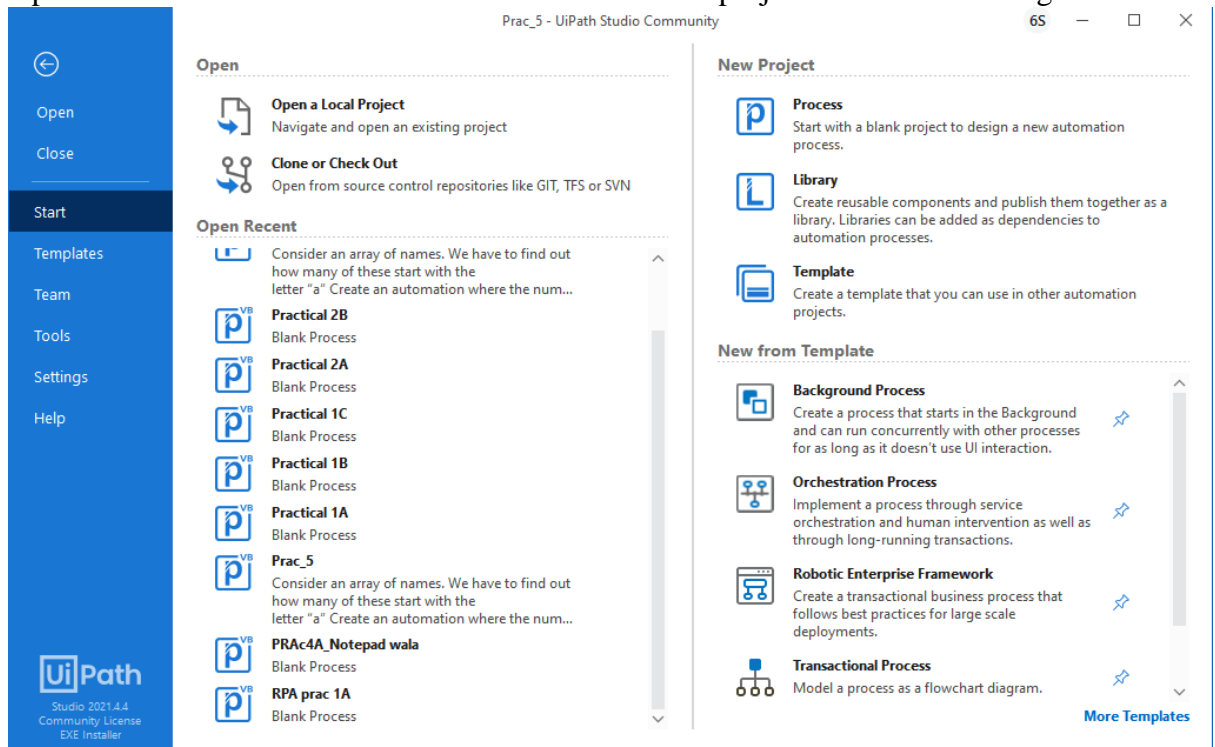 Prac_5 - UiPath Studio Community
6S
Open
Close
Start
Templates
Team
Tools
Settings
Help
UiPath
Studio 2021.4.4
Community License
EXE Installer
Open
Open a Local Project
Navigate and open an existing project
Clone or Check Out
Open from source control repositories like GIT, TFS or SVN
Open Recent
Consider an array of names. We have to find out
how many of these start with the
letter "a" Create an automation where the num...
VB
Practical 2B
Blank Process
VB
Practical 2A
Blank Process
VB
Practical 1C
Blank Process
VB
Practical 1B
Blank Process
VB
Practical 1A
Blank Process
VB
Prac_5
Consider an array of names. We have to find out
how many of these start with the
letter "a" Create an automation where the num...
VB
PRAc4A_Notepad wala
Blank Process
VB
RPA prac 1A
Blank Process
New Project
Process
Start with a blank project to design a new automation
process.
Library
Create reusable components and publish them together as a
library. Libraries can be added as dependencies to
automation processes.
Template
Create a template that you can use in other automation
projects.
New from Template
Background Process
Create a process that starts in the Background
and can run concurrently with other processes
for as long as it doesn't use UI interaction.
Orchestration Process
Implement a process through service
orchestration and human intervention as well as
through long-running transactions.
Robotic Enterprise Framework
Create a transactional business process that
follows best practices for large scale
deployments.
Transactional Process
Model a process as a flowchart diagram.
More Templates